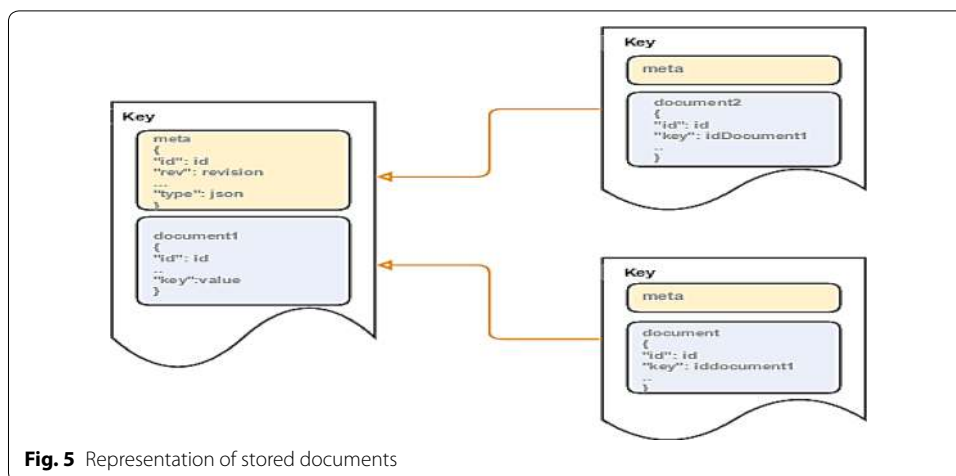 Key
meta
{
"id": id
"rev": revision
...
"type": json
}
document1
{
"id": id
..
"key":value
}
Key
meta
document2
{
"id": id
"key": idDocument1
..
}
Key
meta
document
{
"id": id
"key": iddocument1
..
}
Fig. 5 Representation of stored documents